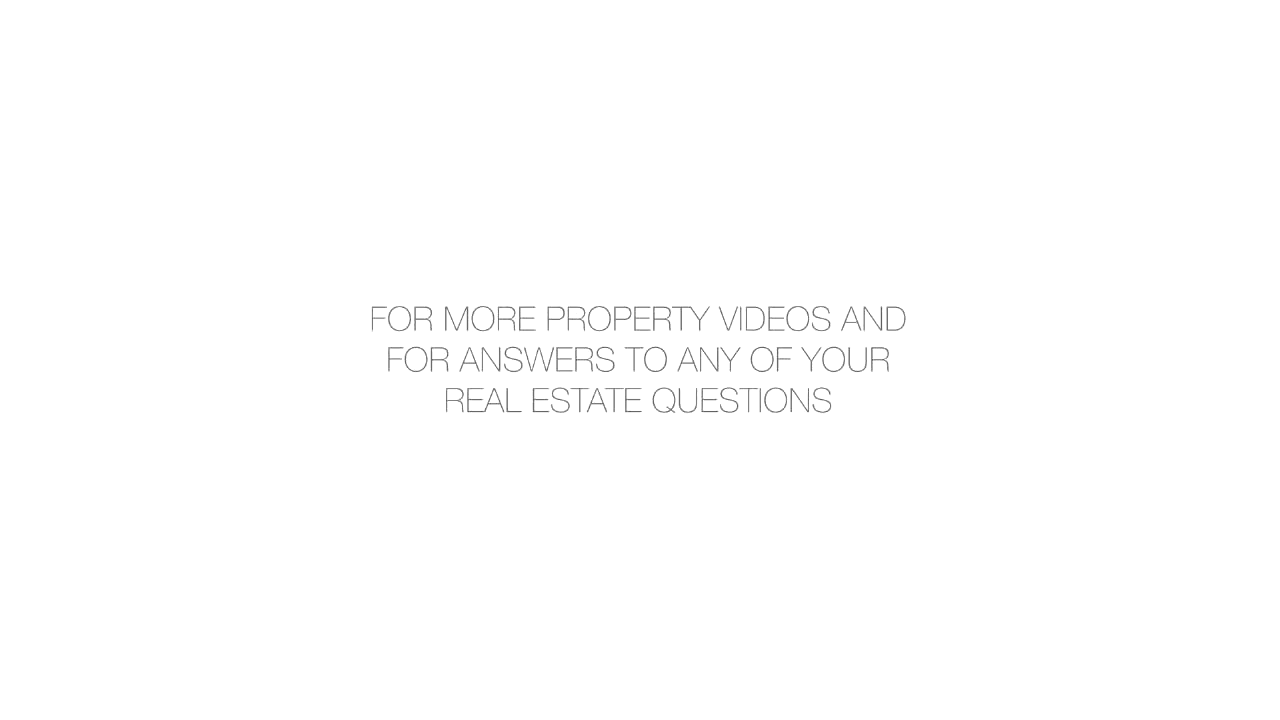 FOR MORE PROPERTY VIDEOS AND
FOR ANSWERS TO ANY OF YOUR
REAL ESTATE QUESTIONS